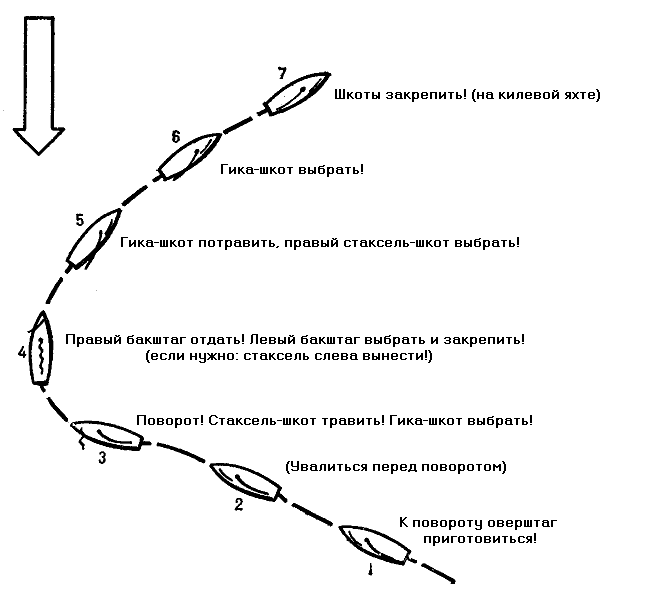 7
Шкоты закрепить! (на килевой яхте)
6
Гика-шкот выбрать!
5
Гика-шкот потравить, правый стаксель-шкот выбрать!
Правый бакштаг отдать! Левый бакштаг выбрать и закрепить!
4
(если нужно: стаксель слева вынести!)
Поворот! Стаксель-шкот травить! Гика-шкот выбрать!
3
(Увалиться перед поворотом)
2
К повороту оверштаг
приготовиться!
1